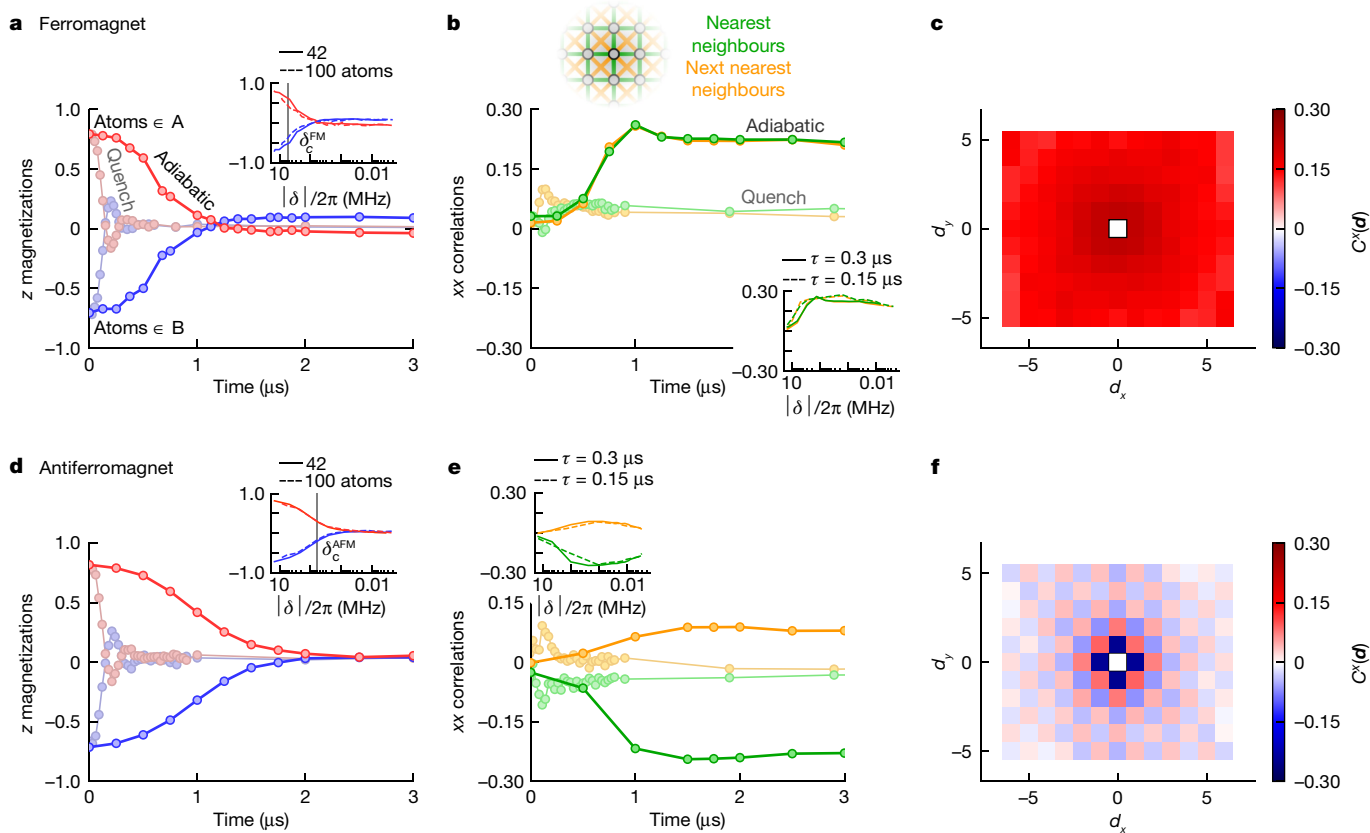 a Ferromagnet
42
100 atoms
1.0
−1.0
δ_c^FM
10
0.01
|δ|/2π (MHz)
Atoms ∈ A
Quench
Adiabatic
Atoms ∈ B
z magnetizations
1.0
0.5
0
−0.5
−1.0
0
1
2
3
Time (μs)
b
Nearest
neighbours
Next nearest
neighbours
Adiabatic
Quench
xx correlations
0.30
0.15
0
−0.15
−0.30
0
1
2
3
Time (μs)
τ = 0.3 μs
τ = 0.15 μs
0.30
−0.30
10
0.01
|δ|/2π (MHz)
c
d_y
5
0
−5
−5
0
5
d_x
0.30
0.15
0
−0.15
−0.30
C^x(d)
d Antiferromagnet
42
100 atoms
1.0
−1.0
δ_c^AFM
10
0.01
|δ|/2π (MHz)
z magnetizations
1.0
0.5
0
−0.5
−1.0
0
1
2
3
Time (μs)
e
τ = 0.3 μs
τ = 0.15 μs
0.30
−0.30
10
0.01
|δ|/2π (MHz)
xx correlations
0.15
0
−0.15
−0.30
0
1
2
3
Time (μs)
f
d_y
5
0
−5
−5
0
5
d_x
0.30
0.15
0
−0.15
−0.30
C^x(d)